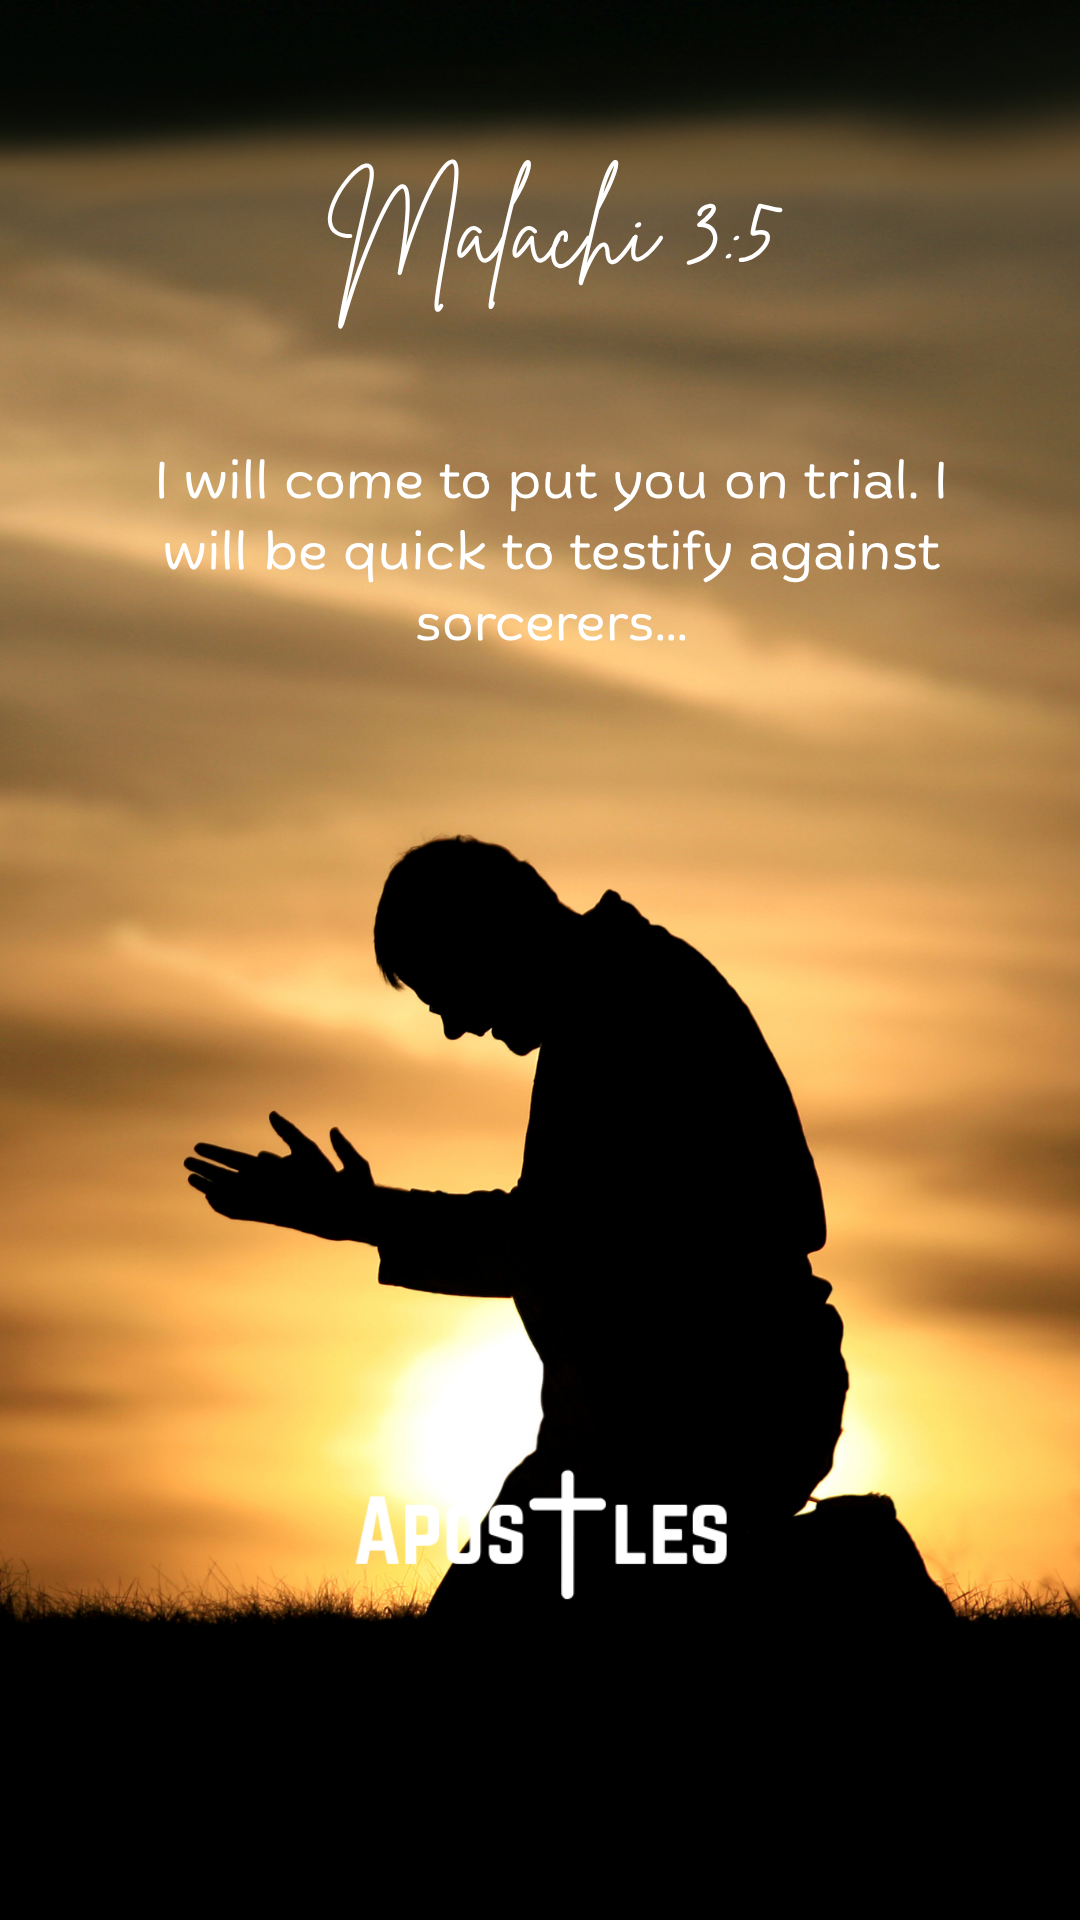 Malachi 3:5
I will come to put you on trial. I
will be quick to testify against
sorcerers...
APOSTLES